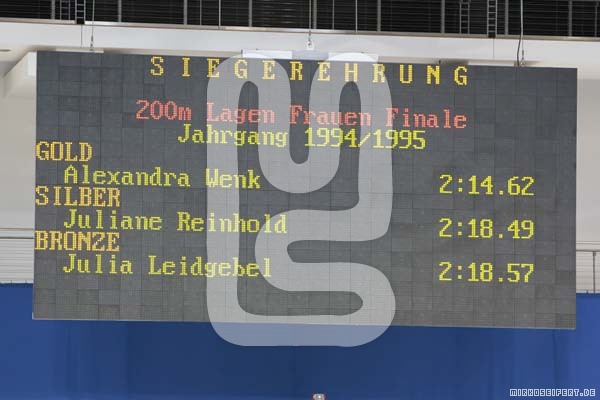 SIEGEREHRUNG
200m Lagen Frauen Finale
Jahrgang 1994/1995
GOLD
Alexandra Wenk 2:14.62
SILBER
Juliane Reinhold 2:18.49
BRONZE
Julia Leidgebel 2:18.57
MIRKOSEIFERT.DE